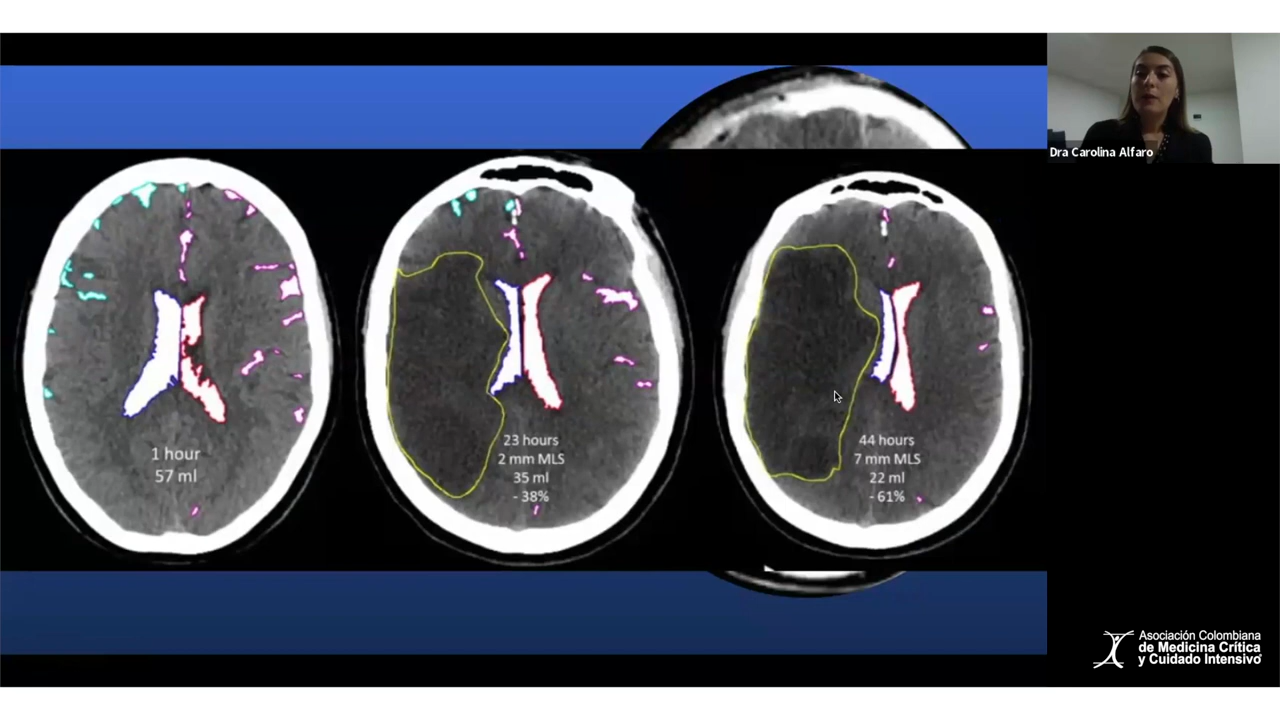 Dra Carolina Alfaro
1 hour
57 ml
23 hours
2 mm MLS
35 ml
- 38%
44 hours
7 mm MLS
22 ml
- 61%
Asociación Colombiana
de Medicina Crítica
y Cuidado Intensivo